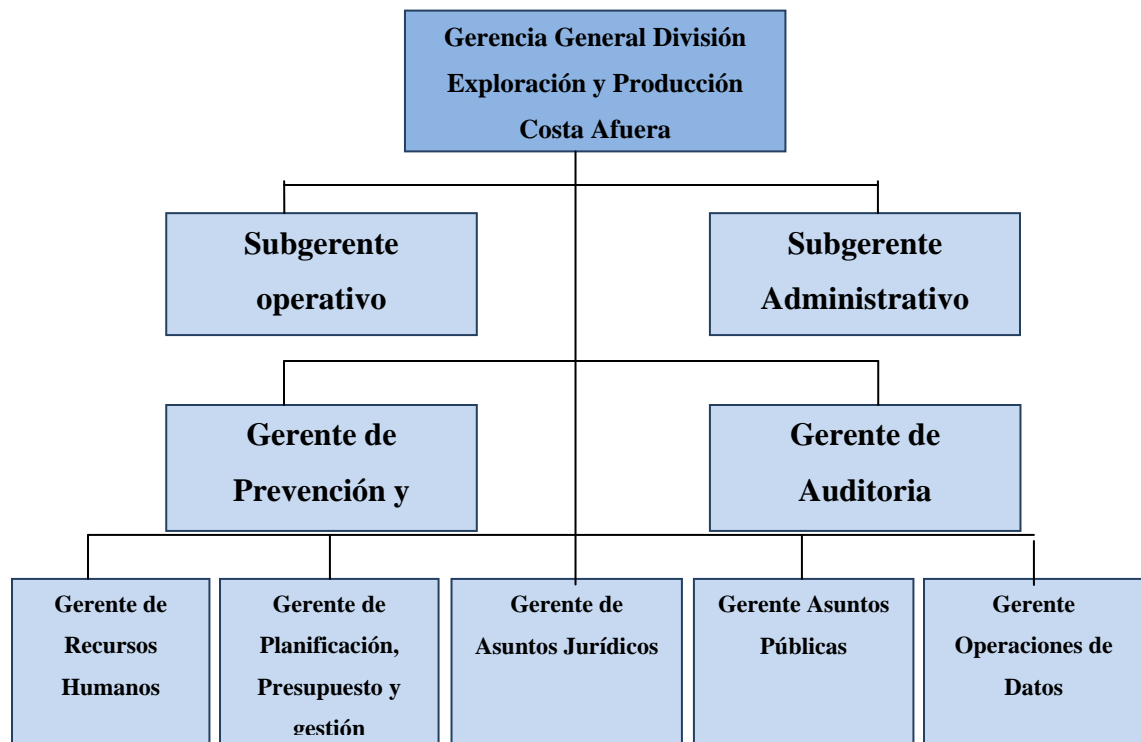 Gerencia General División
Exploración y Producción
Costa Afuera
Subgerente
operativo
Subgerente
Administrativo
Gerente de
Prevención y
Gerente de
Auditoria
Gerente de
Recursos
Humanos
Gerente de
Planificación,
Presupuesto y
gestión
Gerente de
Asuntos Jurídicos
Gerente Asuntos
Públicas
Gerente
Operaciones de
Datos